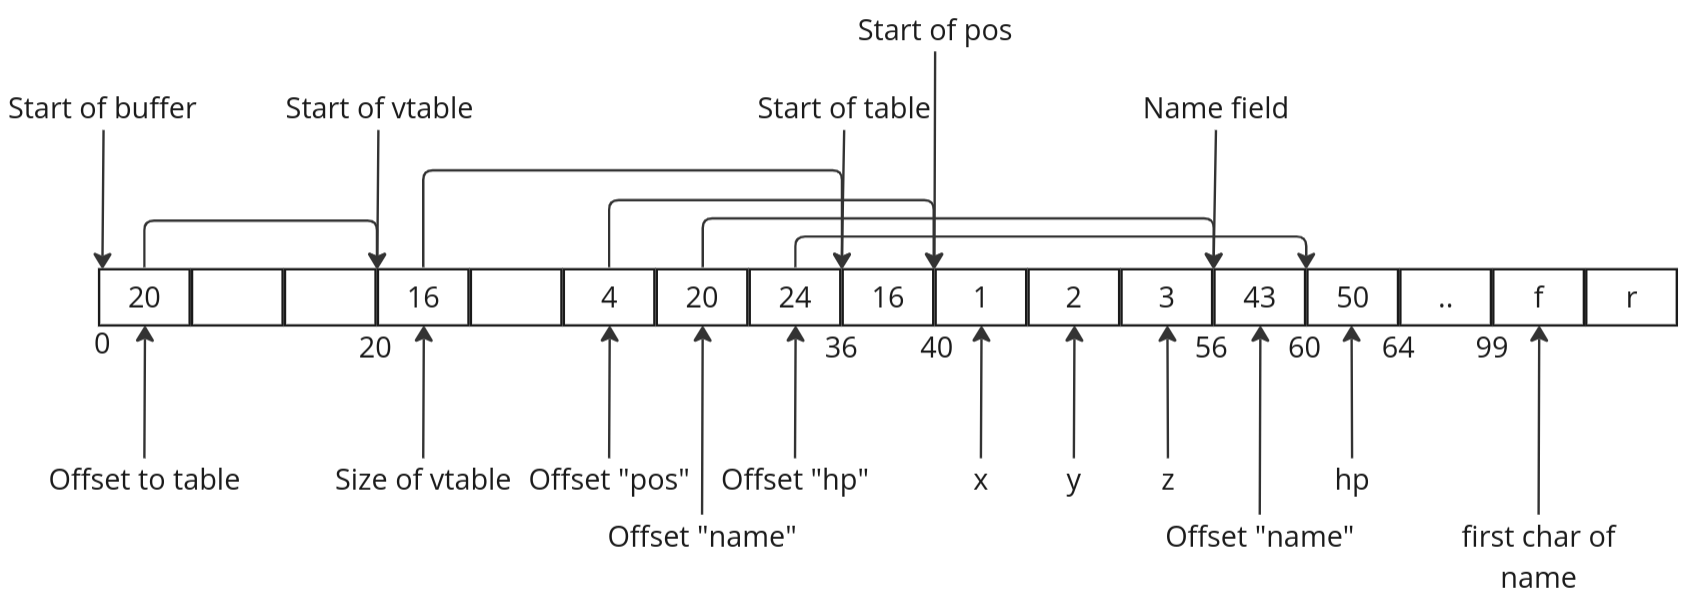 Start of pos
Start of buffer
Start of vtable
Start of table
Name field
20
16
4
20
24
16
1
2
3
43
50
..
f
r
0
20
36
40
56
60
64
99
Offset to table
Size of vtable
Offset "pos"
Offset "hp"
x
y
z
hp
Offset "name"
Offset "name"
first char of
name